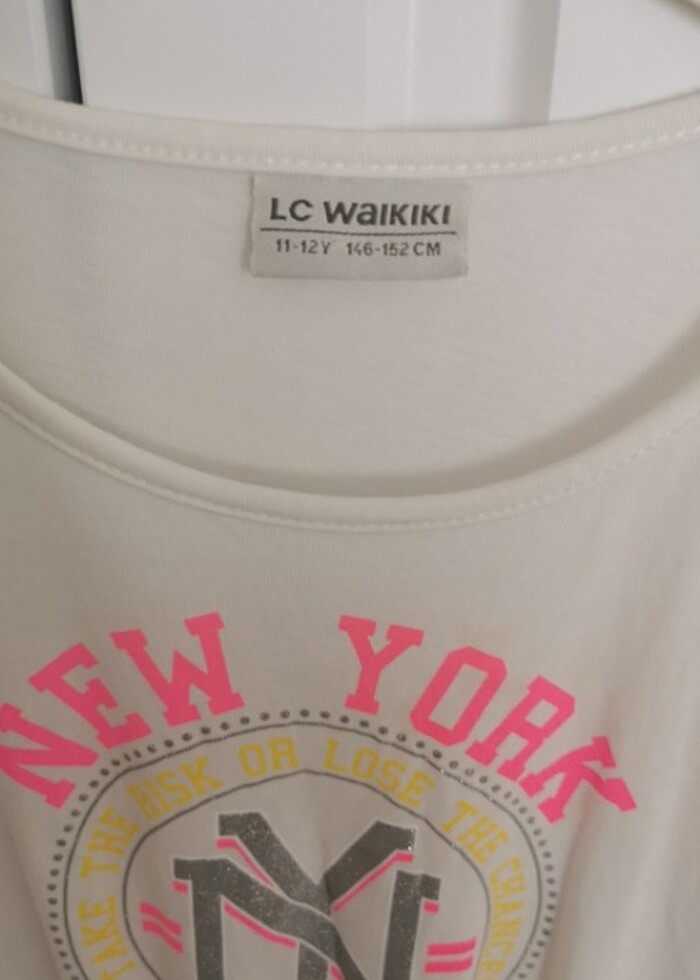 LC WAIKIKI
11-12Y 146-152 CM
NEW YORK
TAKE THE RISK OR LOSE THE CHANCE
NY